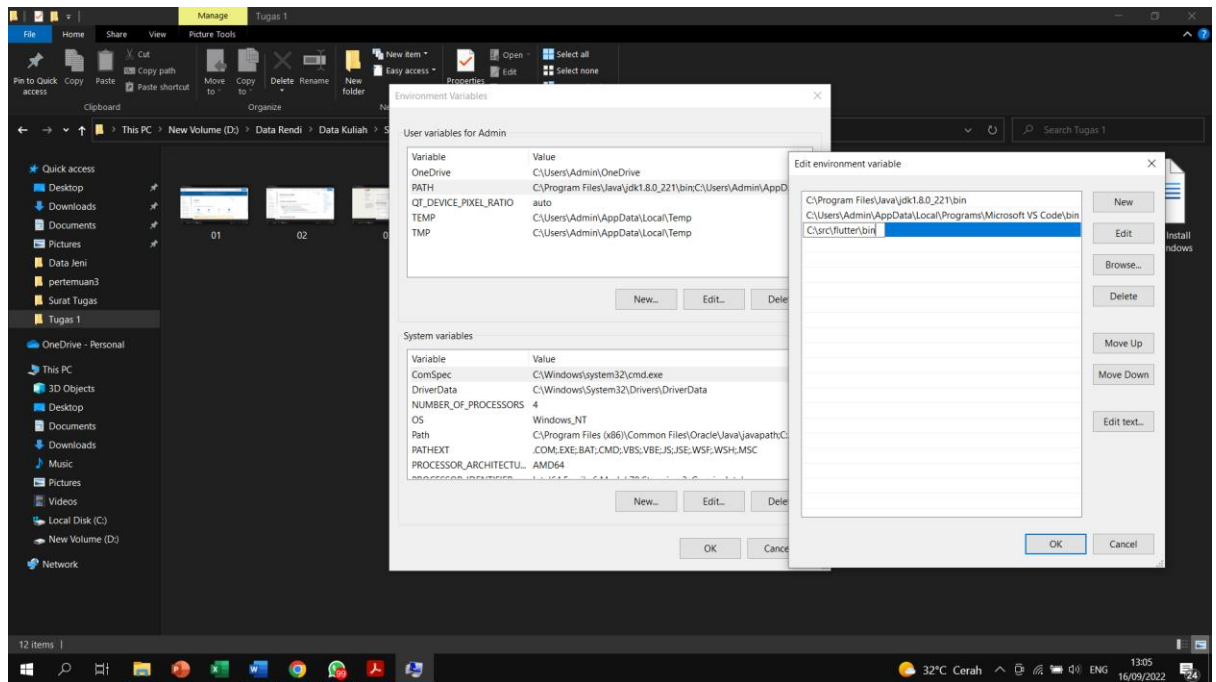 Manage Tugas 1
File Home Share View Picture Tools
Pin to Quick access
Copy
Paste
Cut
Copy path
Paste shortcut
Clipboard
Move to
Copy to
Delete
Rename
Organize
New folder
New item
Easy access
Properties
Open
Edit
Select all
Select none
This PC > New Volume (D:) > Data Rendi > Data Kuliah > S
Search Tugas 1
Quick access
Desktop
Downloads
Documents
Pictures
Data Jeni
pertemuan3
Surat Tugas
Tugas 1
OneDrive - Personal
This PC
3D Objects
Desktop
Documents
Downloads
Music
Pictures
Videos
Local Disk (C:)
New Volume (D:)
Network
01 02 0
Install
ndows
Environment Variables
User variables for Admin
Variable Value
OneDrive C:\Users\Admin\OneDrive
PATH C:\Program Files\Java\jdk1.8.0_221\bin;C:\Users\Admin\AppD
QT_DEVICE_PIXEL_RATIO auto
TEMP C:\Users\Admin\AppData\Local\Temp
TMP C:\Users\Admin\AppData\Local\Temp
New... Edit... Dele
System variables
Variable Value
ComSpec C:\Windows\system32\cmd.exe
DriverData C:\Windows\System32\Drivers\DriverData
NUMBER_OF_PROCESSORS 4
OS Windows_NT
Path C:\Program Files (x86)\Common Files\Oracle\Java\javapath;C:
PATHEXT .COM;.EXE;.BAT;.CMD;.VBS;.VBE;.JS;.JSE;.WSF;.WSH;.MSC
PROCESSOR_ARCHITECTU... AMD64
New... Edit... Dele
OK Cance
Edit environment variable
C:\Program Files\Java\jdk1.8.0_221\bin
C:\Users\Admin\AppData\Local\Programs\Microsoft VS Code\bin
C:\src\flutter\bin
New
Edit
Browse...
Delete
Move Up
Move Down
Edit text...
OK Cancel
12 items
32°C Cerah ENG 13:05
16/09/2022
24